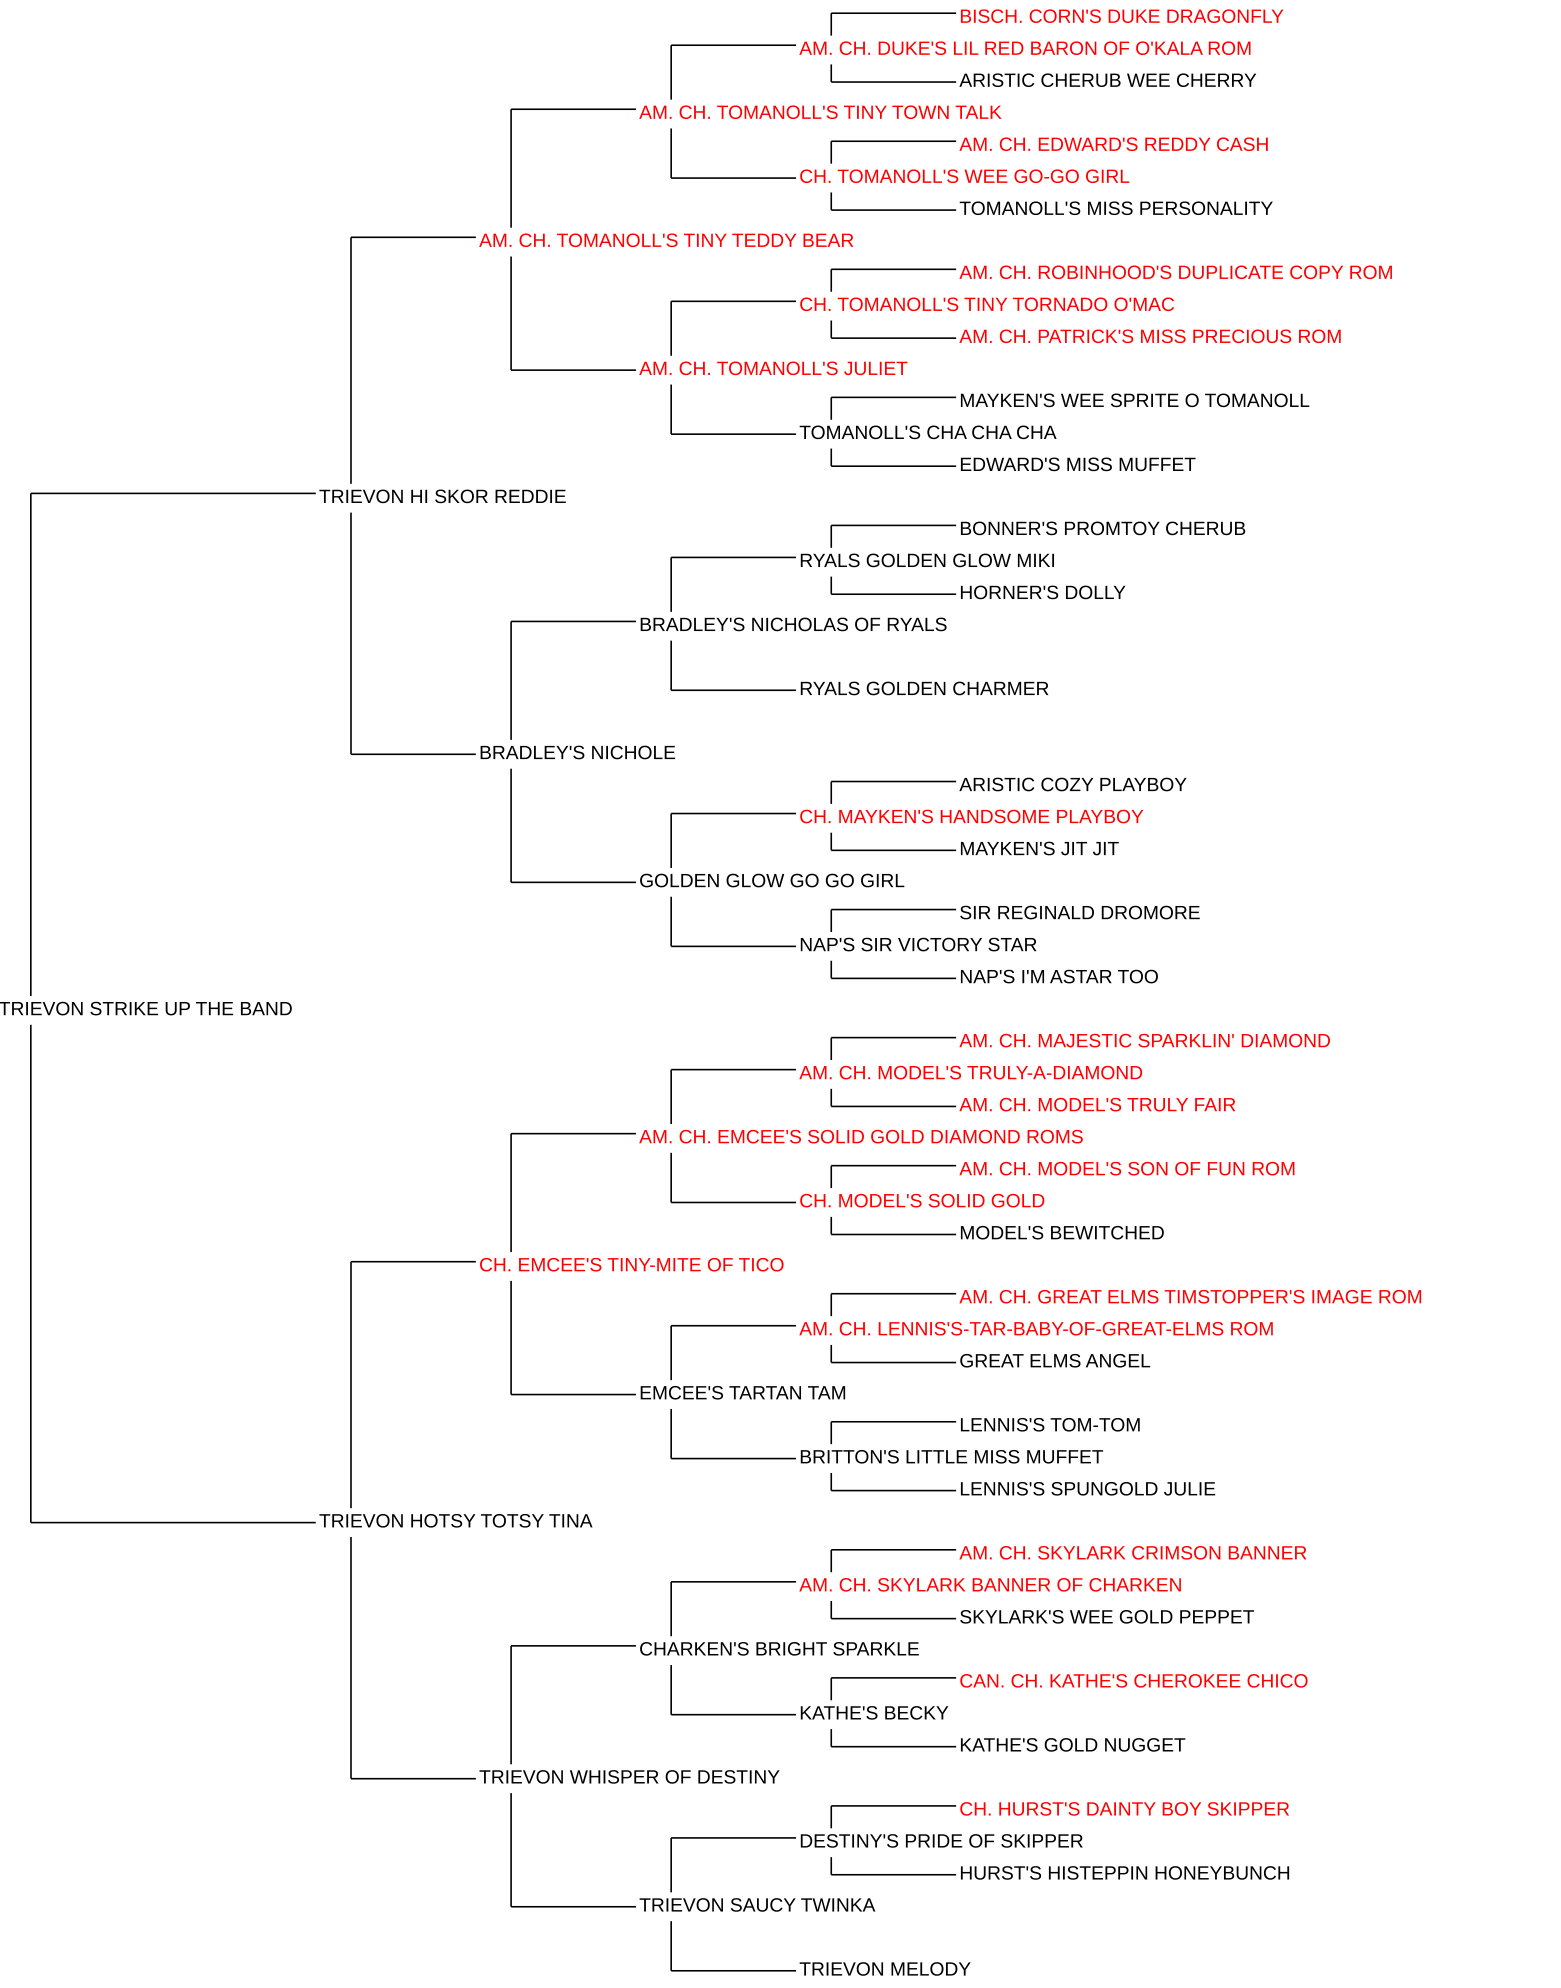 BISCH. CORN'S DUKE DRAGONFLY
AM. CH. DUKE'S LIL RED BARON OF O'KALA ROM
ARISTIC CHERUB WEE CHERRY
AM. CH. TOMANOLL'S TINY TOWN TALK
AM. CH. EDWARD'S REDDY CASH
CH. TOMANOLL'S WEE GO-GO GIRL
TOMANOLL'S MISS PERSONALITY
AM. CH. TOMANOLL'S TINY TEDDY BEAR
AM. CH. ROBINHOOD'S DUPLICATE COPY ROM
CH. TOMANOLL'S TINY TORNADO O'MAC
AM. CH. PATRICK'S MISS PRECIOUS ROM
AM. CH. TOMANOLL'S JULIET
MAYKEN'S WEE SPRITE O TOMANOLL
TOMANOLL'S CHA CHA CHA
EDWARD'S MISS MUFFET
TRIEVON HI SKOR REDDIE
BONNER'S PROMTOY CHERUB
RYALS GOLDEN GLOW MIKI
HORNER'S DOLLY
BRADLEY'S NICHOLAS OF RYALS
RYALS GOLDEN CHARMER
BRADLEY'S NICHOLE
ARISTIC COZY PLAYBOY
CH. MAYKEN'S HANDSOME PLAYBOY
MAYKEN'S JIT JIT
GOLDEN GLOW GO GO GIRL
SIR REGINALD DROMORE
NAP'S SIR VICTORY STAR
NAP'S I'M ASTAR TOO
TRIEVON STRIKE UP THE BAND
AM. CH. MAJESTIC SPARKLIN' DIAMOND
AM. CH. MODEL'S TRULY-A-DIAMOND
AM. CH. MODEL'S TRULY FAIR
AM. CH. EMCEE'S SOLID GOLD DIAMOND ROMS
AM. CH. MODEL'S SON OF FUN ROM
CH. MODEL'S SOLID GOLD
MODEL'S BEWITCHED
CH. EMCEE'S TINY-MITE OF TICO
AM. CH. GREAT ELMS TIMSTOPPER'S IMAGE ROM
AM. CH. LENNIS'S-TAR-BABY-OF-GREAT-ELMS ROM
GREAT ELMS ANGEL
EMCEE'S TARTAN TAM
LENNIS'S TOM-TOM
BRITTON'S LITTLE MISS MUFFET
LENNIS'S SPUNGOLD JULIE
TRIEVON HOTSY TOTSY TINA
AM. CH. SKYLARK CRIMSON BANNER
AM. CH. SKYLARK BANNER OF CHARKEN
SKYLARK'S WEE GOLD PEPPET
CHARKEN'S BRIGHT SPARKLE
CAN. CH. KATHE'S CHEROKEE CHICO
KATHE'S BECKY
KATHE'S GOLD NUGGET
TRIEVON WHISPER OF DESTINY
CH. HURST'S DAINTY BOY SKIPPER
DESTINY'S PRIDE OF SKIPPER
HURST'S HISTEPPIN HONEYBUNCH
TRIEVON SAUCY TWINKA
TRIEVON MELODY